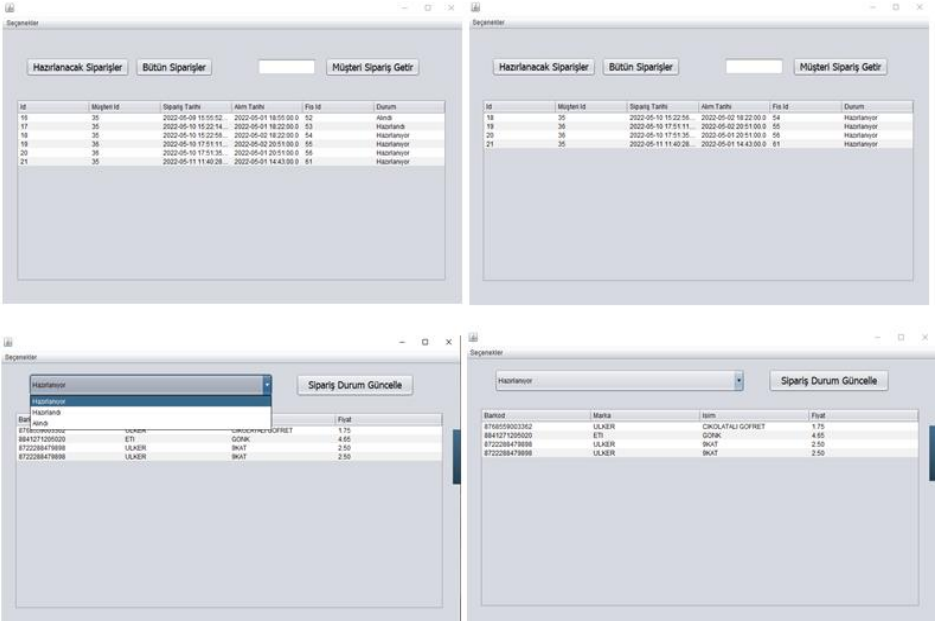 Seçenekler
Hazırlanacak Siparişler Bütün Siparişler Müşteri Sipariş Getir
Id Müşteri Id Sipariş Tarihi Alım Tarihi Fis Id Durum
16 35 2022-05-09 15:55:52... 2022-05-01 18:55:00.0 52 Alındı
17 35 2022-05-10 15:22:14... 2022-05-01 18:22:00.0 53 Hazırlandı
18 35 2022-05-10 15:22:56... 2022-05-02 18:22:00.0 54 Hazırlanıyor
19 36 2022-05-10 17:51:11... 2022-05-02 20:51:00.0 55 Hazırlanıyor
20 36 2022-05-10 17:51:35... 2022-05-01 20:51:00.0 56 Hazırlanıyor
21 35 2022-05-11 11:40:28... 2022-05-01 14:43:00.0 61 Hazırlanıyor
Seçenekler
Hazırlanacak Siparişler Bütün Siparişler Müşteri Sipariş Getir
Id Müşteri Id Sipariş Tarihi Alım Tarihi Fis Id Durum
18 35 2022-05-10 15:22:56... 2022-05-02 18:22:00.0 54 Hazırlanıyor
19 36 2022-05-10 17:51:11... 2022-05-02 20:51:00.0 55 Hazırlanıyor
20 36 2022-05-10 17:51:35... 2022-05-01 20:51:00.0 56 Hazırlanıyor
21 35 2022-05-11 11:40:28... 2022-05-01 14:43:00.0 61 Hazırlanıyor
Seçenekler
Hazırlanıyor Sipariş Durum Güncelle
Hazırlanıyor
Hazırlandı
Alındı
Fiyat
8768559003362 ULKER CIKOLATALI GOFRET 1.75
8841271205020 ETI GONK 4.65
8722288479898 ULKER 9KAT 2.50
8722288479898 ULKER 9KAT 2.50
Seçenekler
Hazırlanıyor Sipariş Durum Güncelle
Barkod Marka Isim Fiyat
8768559003362 ULKER CIKOLATALI GOFRET 1.75
8841271205020 ETI GONK 4.65
8722288479898 ULKER 9KAT 2.50
8722288479898 ULKER 9KAT 2.50